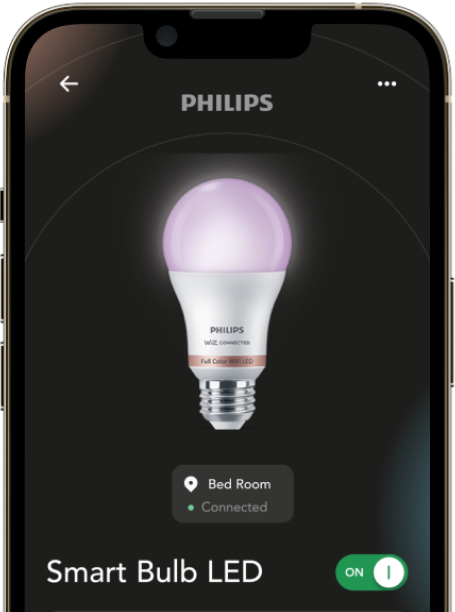 PHILIPS
PHILIPS
WiZ CONNECTED
Full Color WiFi LED
Bed Room
Connected
Smart Bulb LED
ON